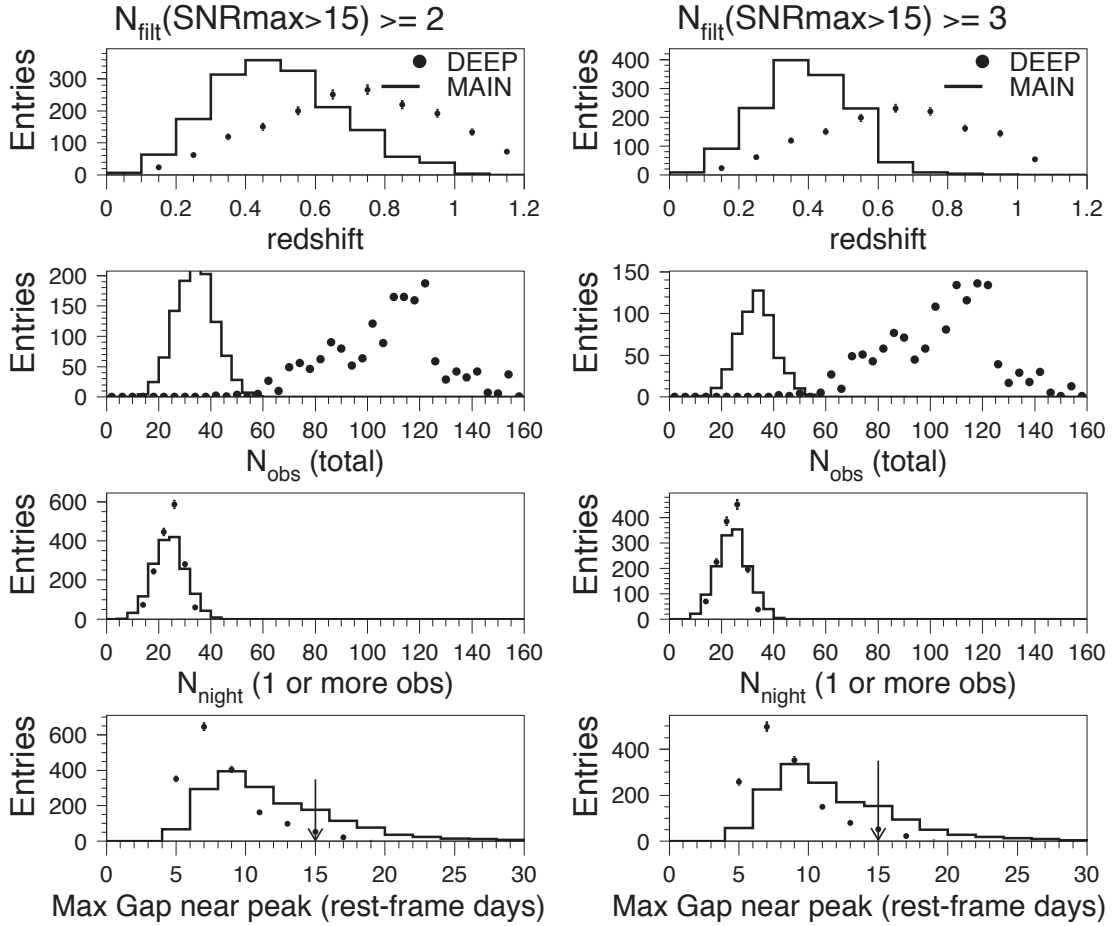 N_filt(SNRmax>15) >= 2
N_filt(SNRmax>15) >= 3
Entries
300
200
100
0
DEEP
MAIN
0 0.2 0.4 0.6 0.8 1 1.2
redshift
Entries
400
300
200
100
0
DEEP
MAIN
0 0.2 0.4 0.6 0.8 1 1.2
redshift
Entries
200
150
100
50
0
0 20 40 60 80 100 120 140 160
N_obs (total)
Entries
150
100
50
0
0 20 40 60 80 100 120 140 160
N_obs (total)
Entries
600
400
200
0
0 20 40 60 80 100 120 140 160
N_night (1 or more obs)
Entries
400
300
200
100
0
0 20 40 60 80 100 120 140 160
N_night (1 or more obs)
Entries
600
400
200
0
0 5 10 15 20 25 30
Max Gap near peak (rest-frame days)
Entries
400
200
0
0 5 10 15 20 25 30
Max Gap near peak (rest-frame days)